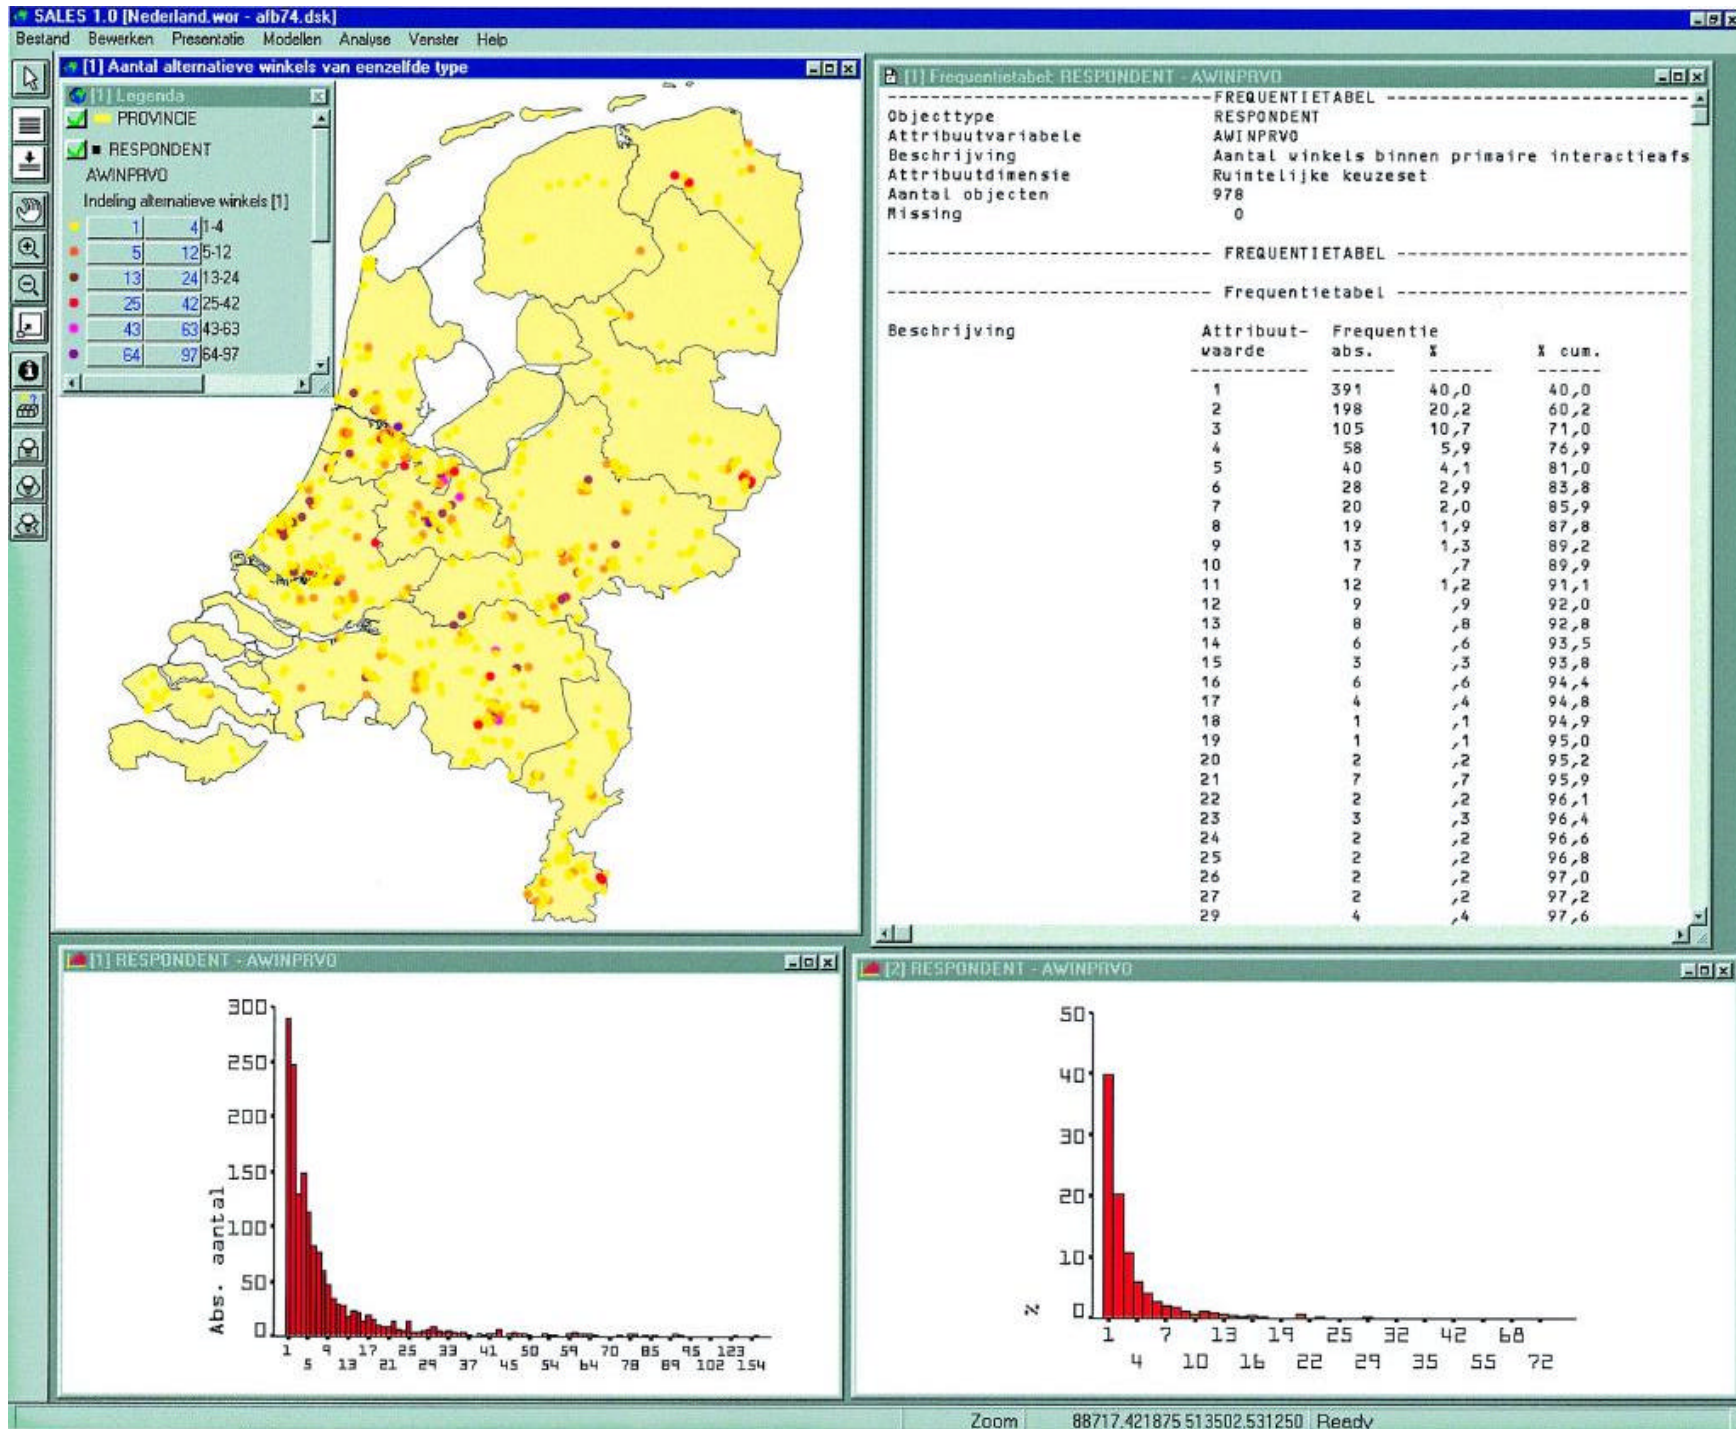 SALES 1.0 [Nederland.wor - afb74.dsk]
Bestand Bewerken Presentatie Modellen Analyse Venster Help
[1] Aantal alternatieve winkels van eenzelfde type
[1] Legenda
PROVINCIE
RESPONDENT
AWINPRVO
Indeling alternatieve winkels [1]
1 4 1-4
5 12 5-12
13 24 13-24
25 42 25-42
43 63 43-63
64 97 64-97
[1] Frequentietabel: RESPONDENT - AWINPRVO
FREQUENTIETABEL
Objecttype RESPONDENT
Attribuutvariabele AWINPRVO
Beschrijving Aantal winkels binnen primaire interactieafs
Attribuutdimensie Ruimtelijke keuzeset
Aantal objecten 978
Missing 0
FREQUENTIETABEL
Frequentietabel
Beschrijving Attribuut- Frequentie
waarde abs. % % cum.
1 391 40,0 40,0
2 198 20,2 60,2
3 105 10,7 71,0
4 58 5,9 76,9
5 40 4,1 81,0
6 28 2,9 83,8
7 20 2,0 85,9
8 19 1,9 87,8
9 13 1,3 89,2
10 7 ,7 89,9
11 12 1,2 91,1
12 9 ,9 92,0
13 8 ,8 92,8
14 6 ,6 93,5
15 3 ,3 93,8
16 6 ,6 94,4
17 4 ,4 94,8
18 1 ,1 94,9
19 1 ,1 95,0
20 2 ,2 95,2
21 7 ,7 95,9
22 2 ,2 96,1
23 3 ,3 96,4
24 2 ,2 96,6
25 2 ,2 96,8
26 2 ,2 97,0
27 2 ,2 97,2
29 4 ,4 97,6
[1] RESPONDENT - AWINPRVO
300
250
200
150
100
50
0
Abs. aantal
1 9 17 25 33 41 50 59 70 85 95 123
5 13 21 29 37 45 54 64 78 89 102 154
[2] RESPONDENT - AWINPRVO
50
40
30
20
10
0
%
1 7 13 19 25 32 42 68
4 10 16 22 29 35 55 72
Zoom 88717.421875 513502.531250 Ready